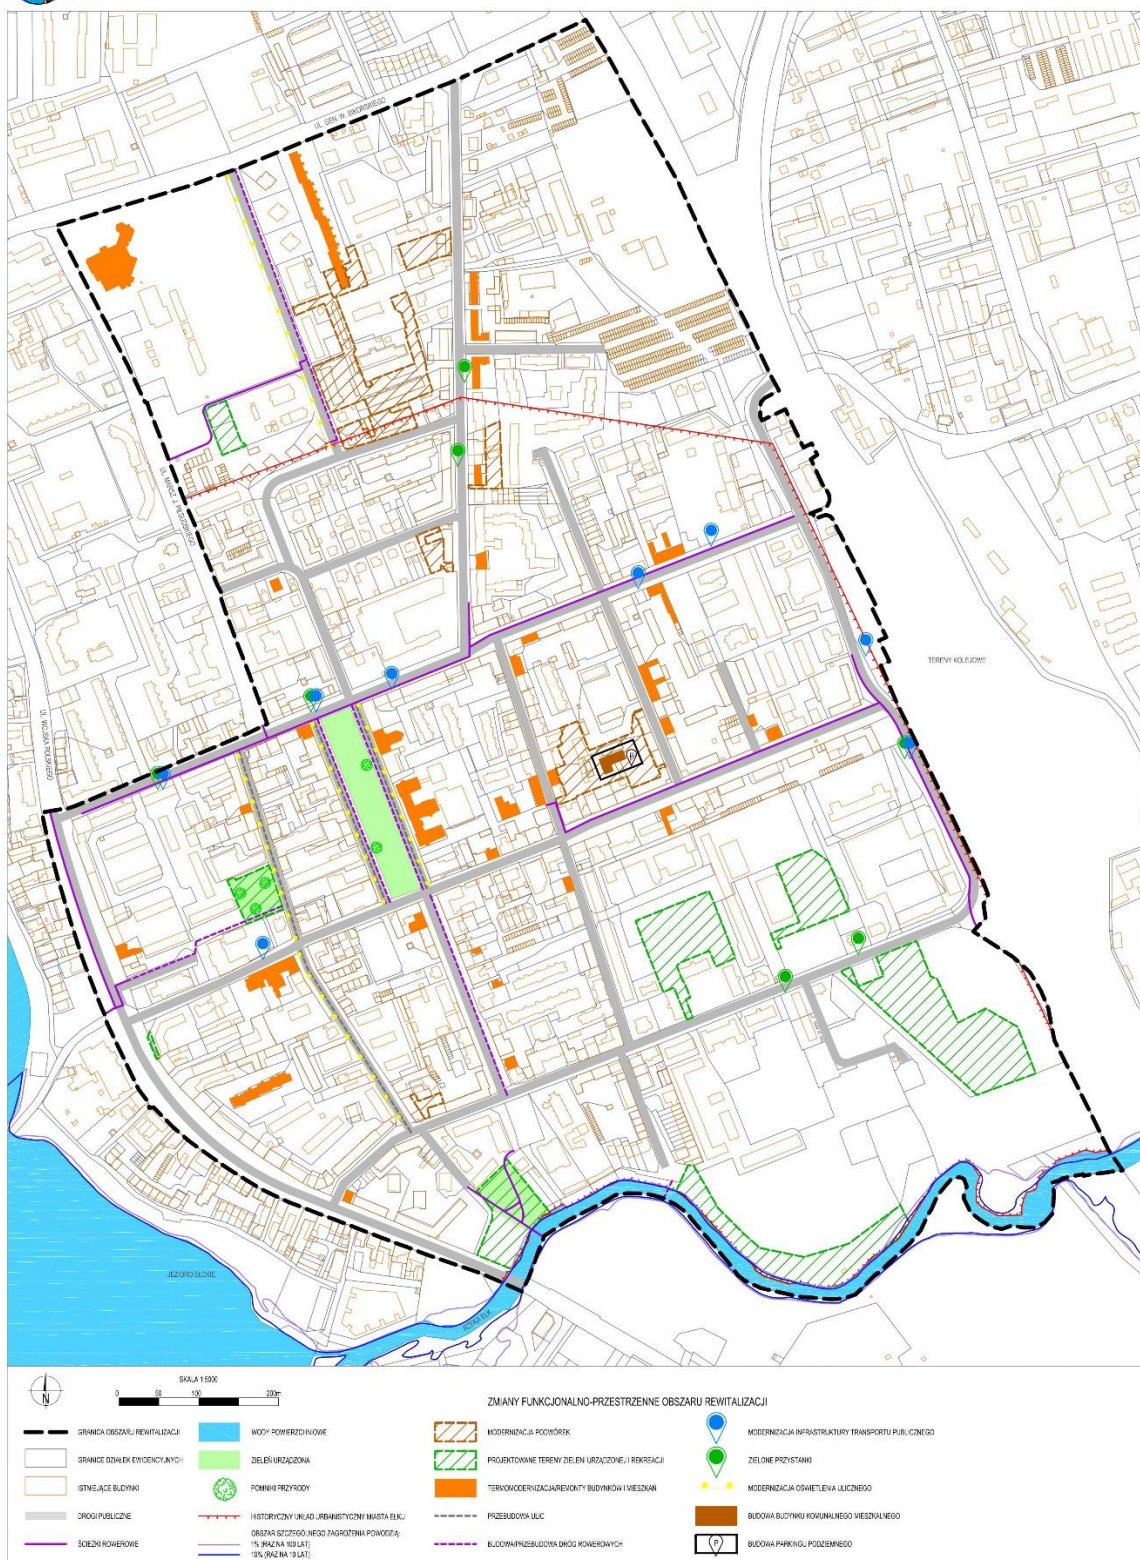 UL. GEN. W. SIKORSKIEGO
UL. MARSZ. J. PIŁSUDSKIEGO
UL. WOJSKA POLSKIEGO
TERENY KOLEJOWE
P
JEZIORO EŁCKIE
RZEKA EŁK
N
SKALA 1:5000
0 50 100 200m
ZMIANY FUNKCJONALNO-PRZESTRZENNE OBSZARU REWITALIZACJI
GRANICA OBSZARU REWITALIZACJI
GRANICE DZIAŁEK EWIDENCYJNYCH
ISTNIEJĄCE BUDYNKI
DROGI PUBLICZNE
ŚCIEŻKI ROWEROWE
WODY POWIERZCHNIOWE
ZIELEŃ URZĄDZONA
POMNIKI PRZYRODY
HISTORYCZNY UKŁAD URBANISTYCZNY MIASTA EŁKU
OBSZAR SZCZEGÓLNEGO ZAGROŻENIA POWODZIĄ:
1% (RAZ NA 100 LAT)
10% (RAZ NA 10 LAT)
MODERNIZACJA PODWÓREK
PROJEKTOWANE TERENY ZIELENI URZĄDZONEJ I REKREACJI
TERMOMODERNIZACJA/REMONTY BUDYNKÓW I MIESZKAŃ
PRZEBUDOWA ULIC
BUDOWA/PRZEBUDOWA DRÓG ROWEROWYCH
MODERNIZACJA INFRASTRUKTURY TRANSPORTU PUBLICZNEGO
ZIELONE PRZYSTANKI
MODERNIZACJA OŚWIETLENIA ULICZNEGO
BUDOWA BUDYNKU KOMUNALNEGO MIESZKALNEGO
P
BUDOWA PARKINGU PODZIEMNEGO